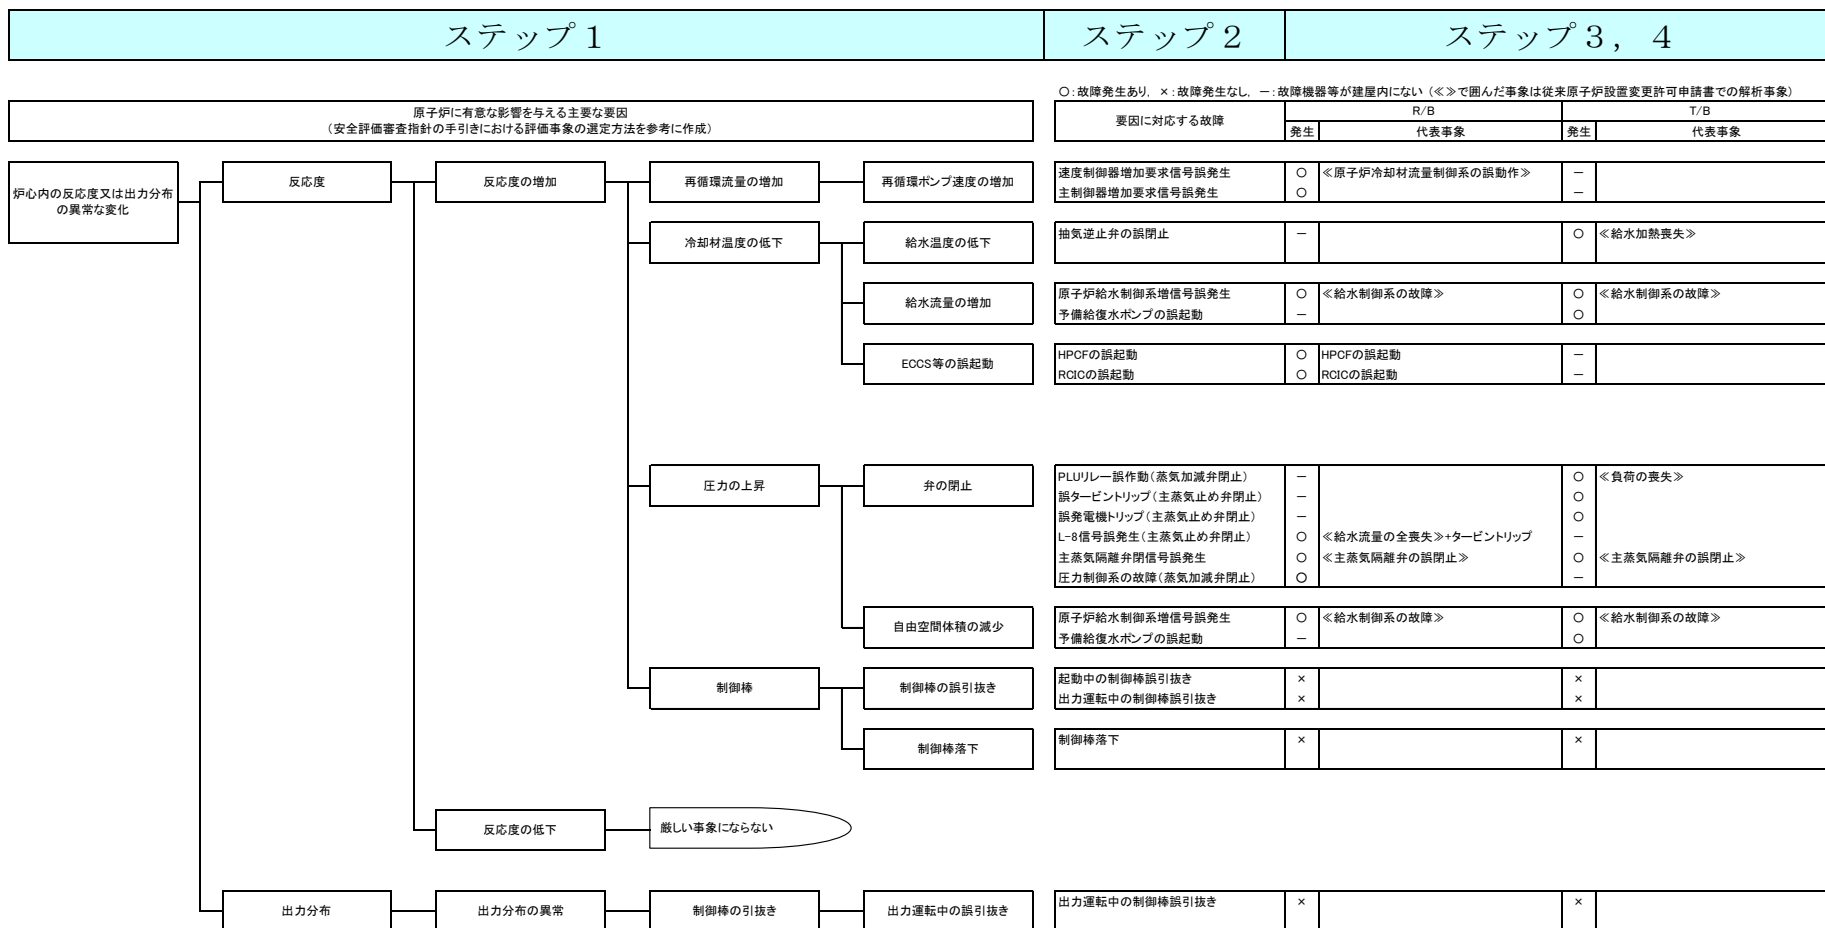 ステップ１
ステップ２
ステップ３，４
○：故障発生あり，×：故障発生なし，－：故障機器等が建屋内にない（≪≫で囲んだ事象は従来原子炉設置変更許可申請書での解析事象）
原子炉に有意な影響を与える主要な要因
（安全評価審査指針の手引きにおける評価事象の選定方法を参考に作成）
要因に対応する故障
R/B
T/B
発生
代表事象
発生
代表事象
炉心内の反応度又は出力分布
の異常な変化
反応度
反応度の増加
再循環流量の増加
再循環ポンプ速度の増加
速度制御器増加要求信号誤発生 ○ ≪原子炉冷却材流量制御系の誤動作≫ －
主制御器増加要求信号誤発生 ○ －
冷却材温度の低下
給水温度の低下
抽気逆止弁の誤閉止 － ○ ≪給水加熱喪失≫
給水流量の増加
原子炉給水制御系増信号誤発生 ○ ≪給水制御系の故障≫ ○ ≪給水制御系の故障≫
予備給復水ポンプの誤起動 － ○
ECCS等の誤起動
HPCFの誤起動 ○ HPCFの誤起動 －
RCICの誤起動 ○ RCICの誤起動 －
圧力の上昇
弁の閉止
PLUリレー誤作動（蒸気加減弁閉止） － ○ ≪負荷の喪失≫
誤タービントリップ（主蒸気止め弁閉止） － ○
誤発電機トリップ（主蒸気止め弁閉止） － ○
L-8信号誤発生（主蒸気止め弁閉止） ○ ≪給水流量の全喪失≫+タービントリップ －
主蒸気隔離弁閉信号誤発生 ○ ≪主蒸気隔離弁の誤閉止≫ ○ ≪主蒸気隔離弁の誤閉止≫
圧力制御系の故障（蒸気加減弁閉止） ○ －
自由空間体積の減少
原子炉給水制御系増信号誤発生 ○ ≪給水制御系の故障≫ ○ ≪給水制御系の故障≫
予備給復水ポンプの誤起動 － ○
制御棒
制御棒の誤引抜き
起動中の制御棒誤引抜き × ×
出力運転中の制御棒誤引抜き × ×
制御棒落下
制御棒落下 × ×
反応度の低下
厳しい事象にならない
出力分布
出力分布の異常
制御棒の引抜き
出力運転中の誤引抜き
出力運転中の制御棒誤引抜き × ×